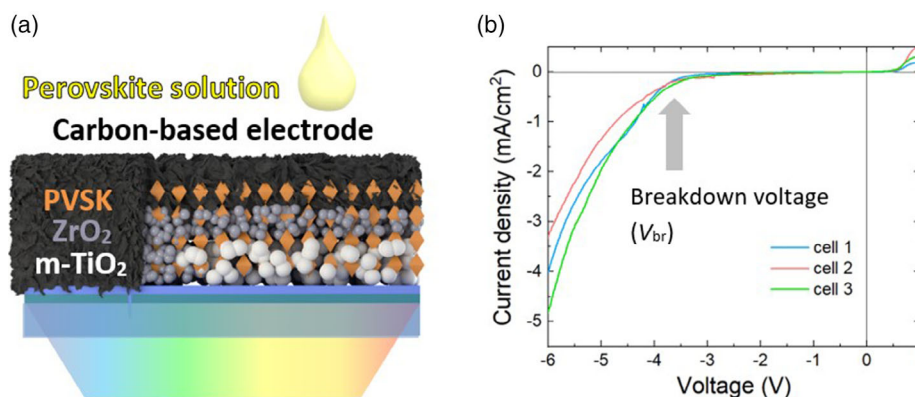 (a)
Perovskite solution
Carbon-based electrode
PVSK
ZrO₂
m-TiO₂
(b)
Current density (mA/cm²)
0
-1
-2
-3
-4
-5
Breakdown voltage
(V_br)
cell 1
cell 2
cell 3
-6 -5 -4 -3 -2 -1 0
Voltage (V)